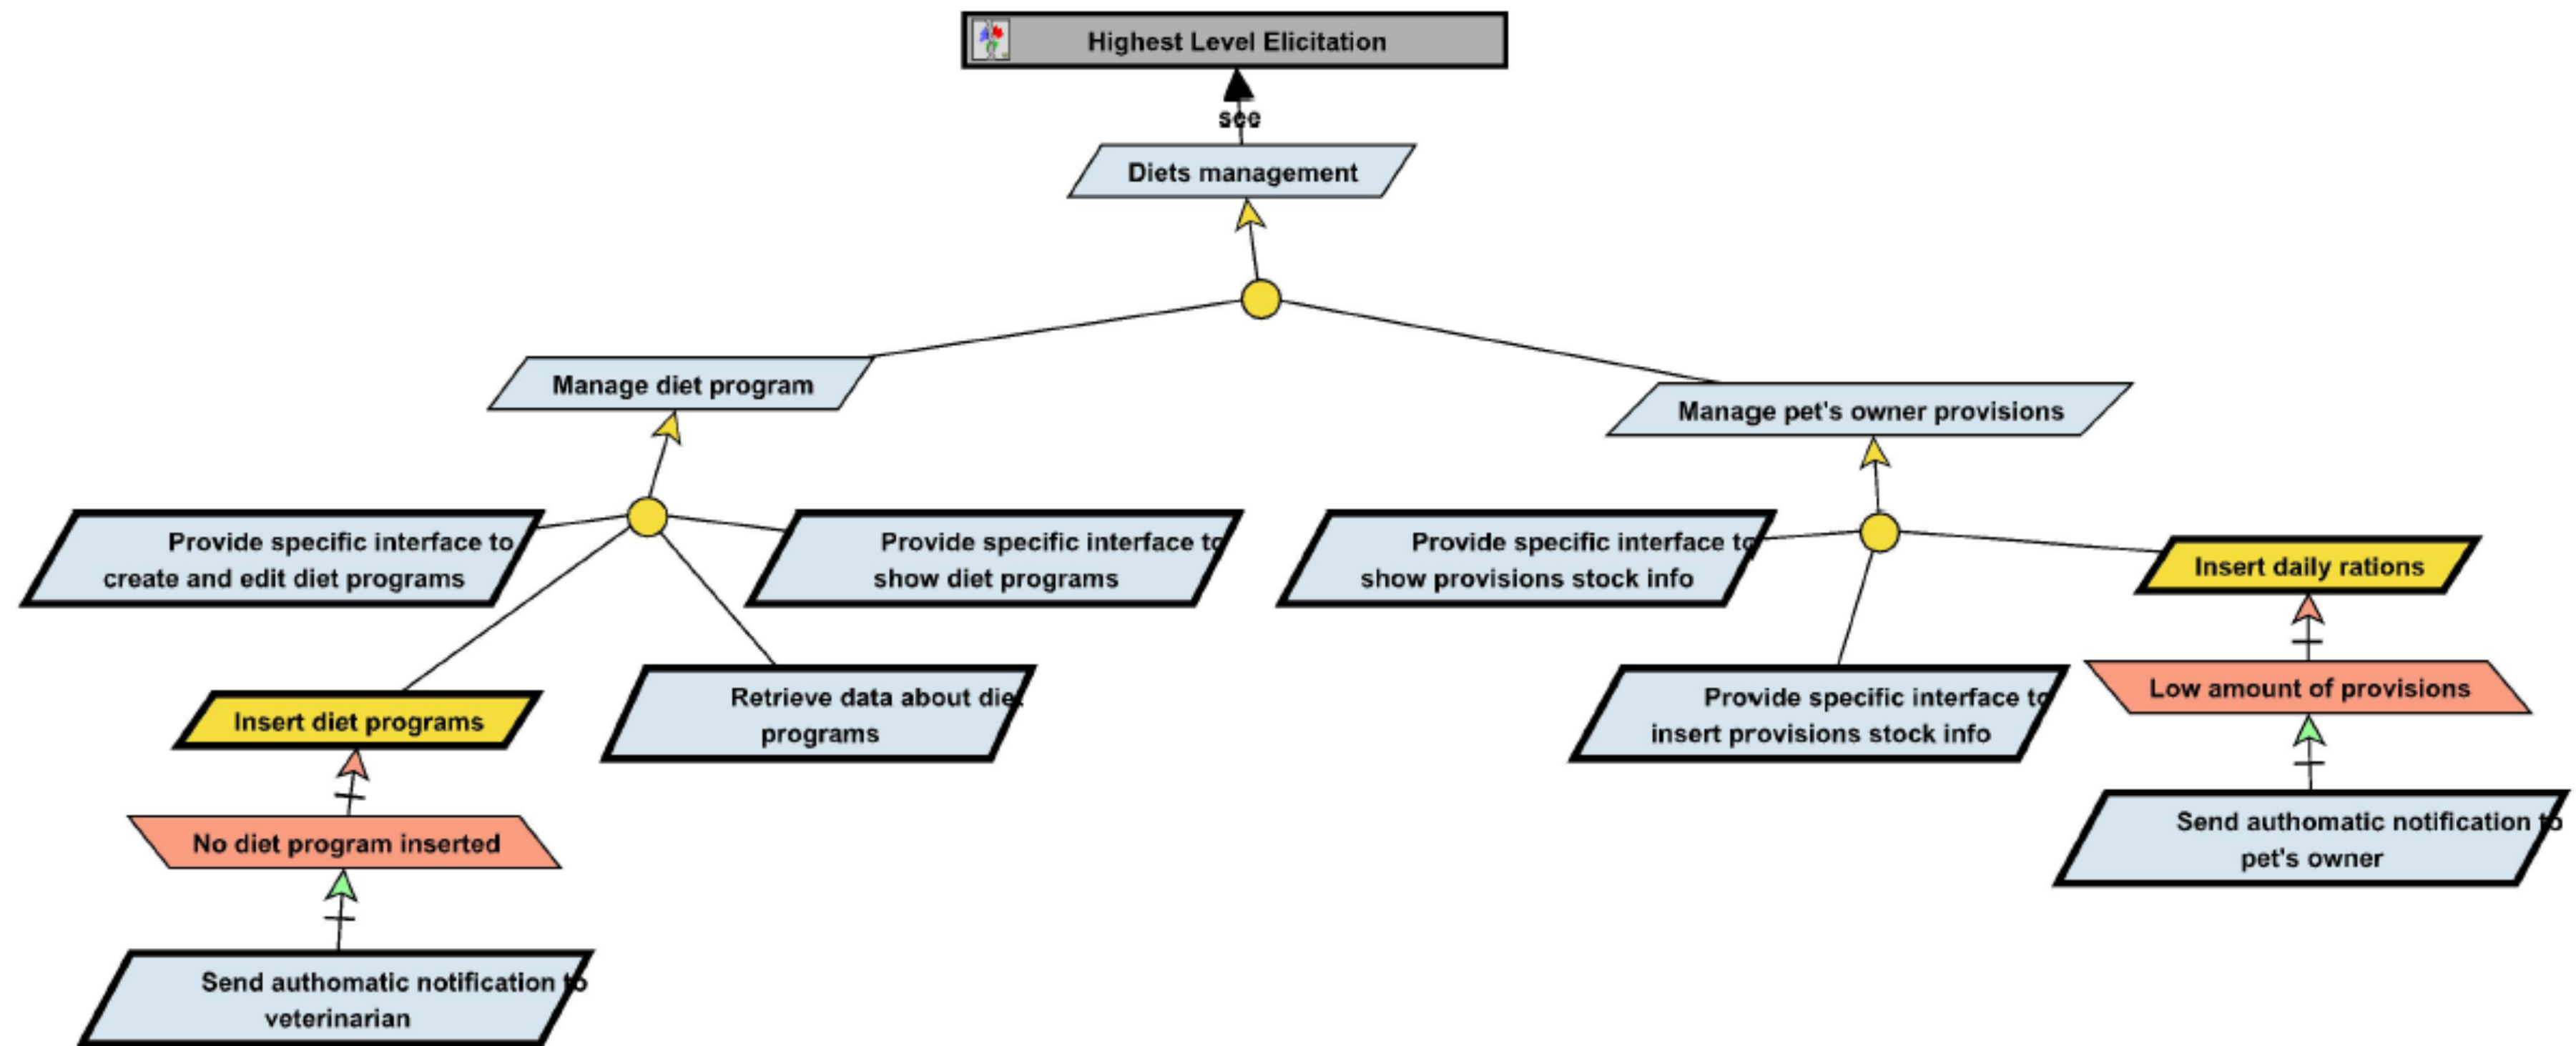 Highest Level Elicitation
see
Diets management
Manage diet program
Manage pet's owner provisions
Provide specific interface to
create and edit diet programs
Provide specific interface to
show diet programs
Provide specific interface to
show provisions stock info
Insert daily rations
Insert diet programs
Retrieve data about diet
programs
Provide specific interface to
insert provisions stock info
Low amount of provisions
No diet program inserted
Send authomatic notification to
pet's owner
Send authomatic notification to
veterinarian